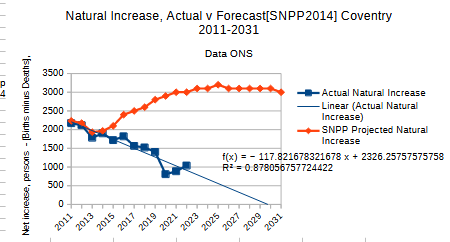 Natural Increase, Actual v Forecast[SNPP2014] Coventry
2011-2031
Data ONS
Net increase, persons - [Births minus Deaths],
3500
3000
2500
2000
1500
1000
500
0
2011
2013
2015
2017
2019
2021
2023
2025
2027
2029
2031
Actual Natural Increase
Linear (Actual Natural
Increase)
SNPP Projected Natural
Increase
f(x) = − 117.821678321678 x + 2326.25757575758
R² = 0.878056757724422
p
4